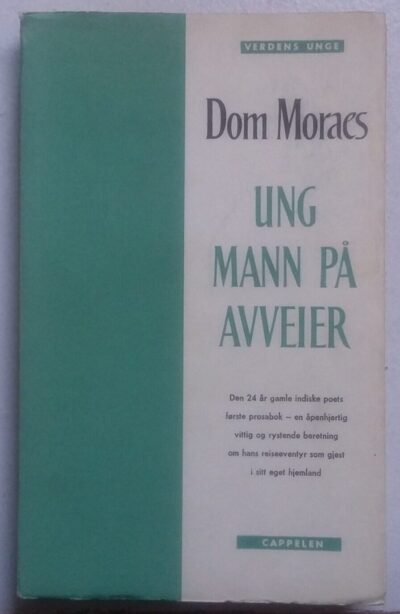 VERDENS UNGE
Dom Moraes
UNG
MANN PÅ
AVVEIER
Den 24 år gamle indiske poets
første prosabok – en åpenhjertig
vittig og rystende beretning
om hans reiseeventyr som gjest
i sitt eget hjemland
CAPPELEN